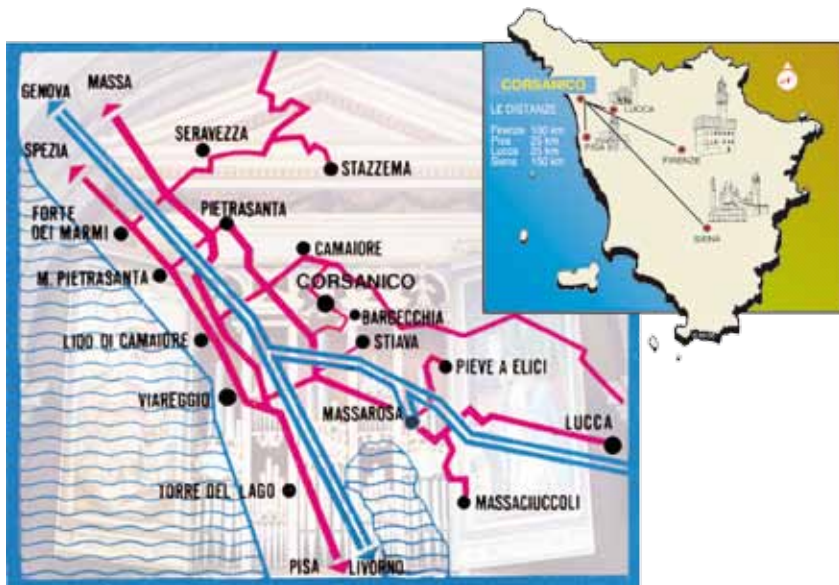 GENOVA
MASSA
SPEZIA
SERAVEZZA
STAZZEMA
FORTE
DEI MARMI
PIETRASANTA
CAMAIORE
M. PIETRASANTA
CORSANICO
BARGECCHIA
LIDO DI CAMAIORE
STIAVA
PIEVE A ELICI
VIAREGGIO
MASSAROSA
LUCCA
TORRE DEL LAGO
MASSACIUCCOLI
PISA
LIVORNO
CORSANICO
LE DISTANZE
Firenze 100 km
Pisa 25 km
Lucca 25 km
Siena 150 km
LUCCA
PISA
FIRENZE
SIENA